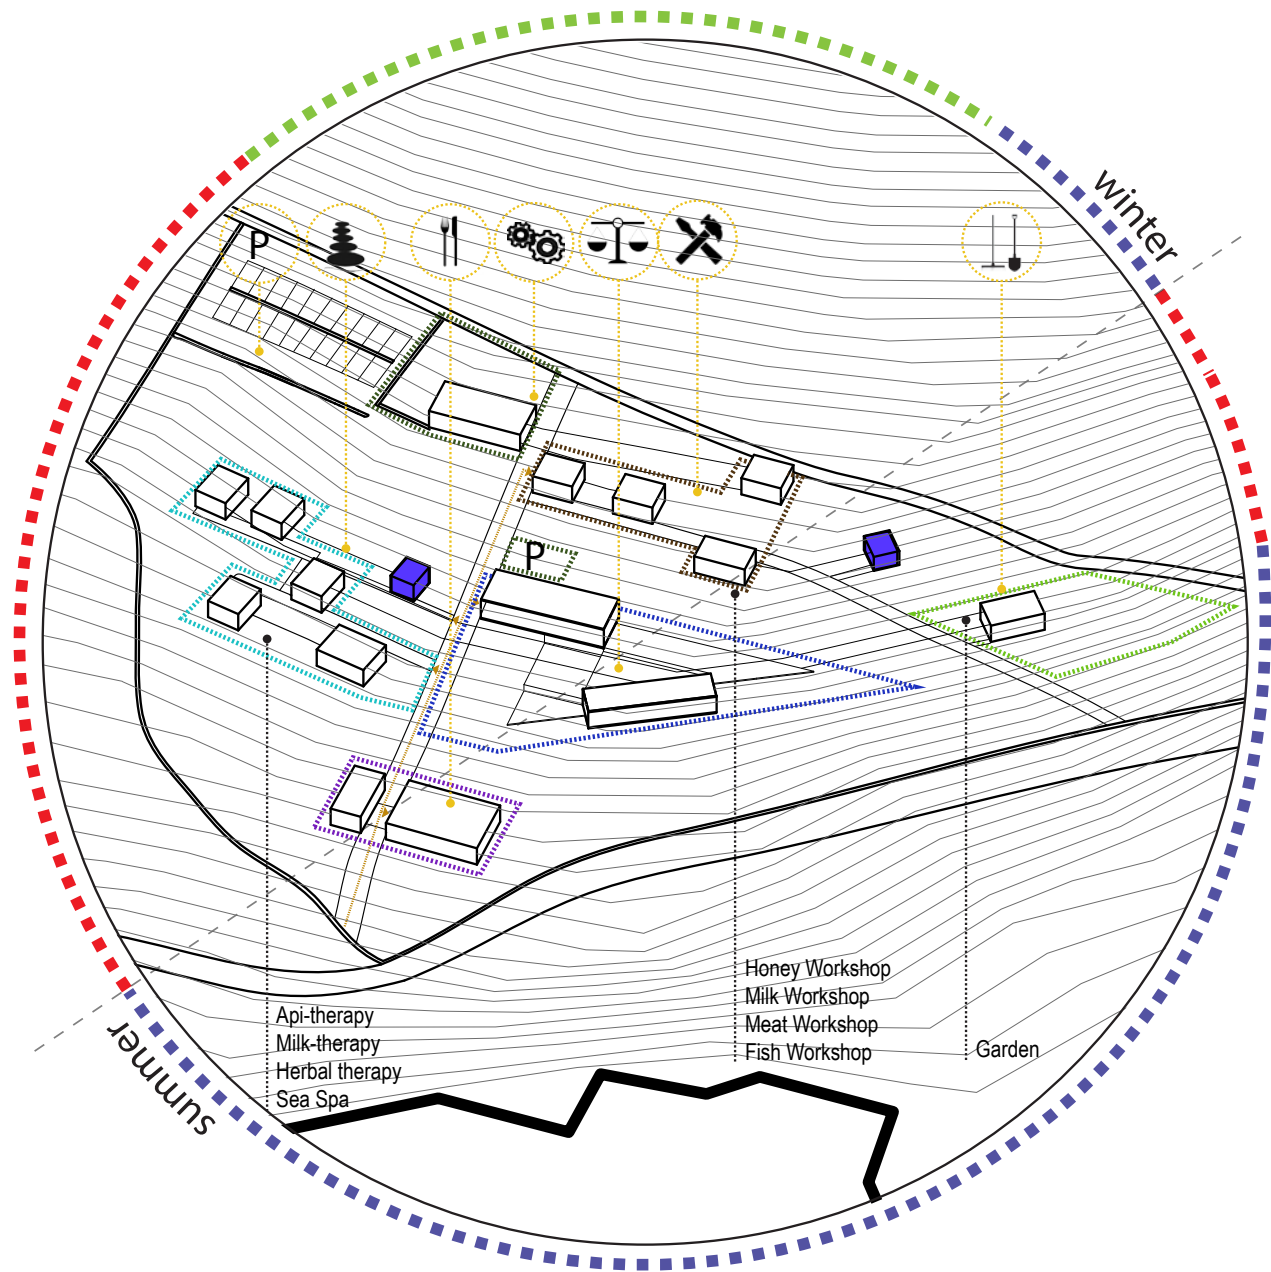 winter
P
P
Honey Workshop
Milk Workshop
Meat Workshop
Fish Workshop
Api-therapy
Milk-therapy
Herbal therapy
Sea Spa
Garden
summer